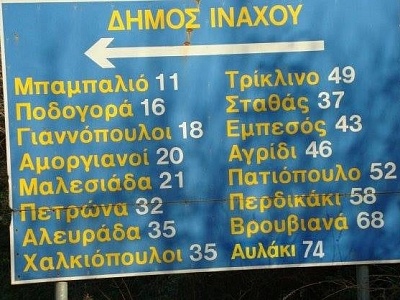 ΔΗΜΟΣ ΙΝΑΧΟΥ
Μπαμπαλιό 11
Ποδογορά 16
Γιαννόπουλοι 18
Αμοργιανοί 20
Μαλεσιάδα 21
Πετρώνα 32
Αλευράδα 35
Χαλκιόπουλοι 35
Τρίκλινο 49
Σταθάς 37
Εμπεσός 43
Αγρίδι 46
Πατιόπουλο 52
Περδικάκι 58
Βρουβιανά 68
Αυλάκι 74